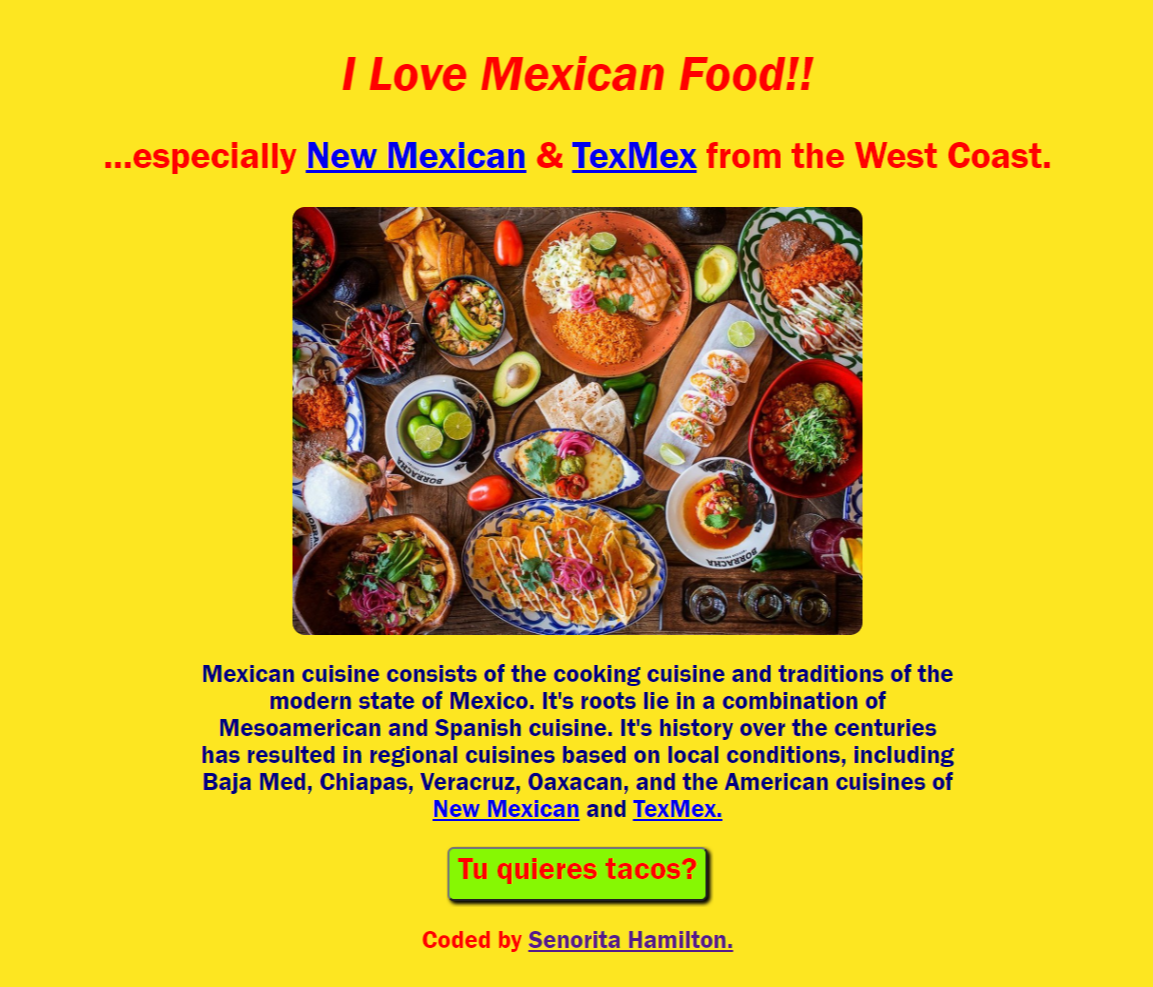 I Love Mexican Food!!
...especially New Mexican & TexMex from the West Coast.
BORRACHA
BORRACHA
Mexican cuisine consists of the cooking cuisine and traditions of the
modern state of Mexico. It's roots lie in a combination of
Mesoamerican and Spanish cuisine. It's history over the centuries
has resulted in regional cuisines based on local conditions, including
Baja Med, Chiapas, Veracruz, Oaxacan, and the American cuisines of
New Mexican and TexMex.
Tu quieres tacos?
Coded by Senorita Hamilton.